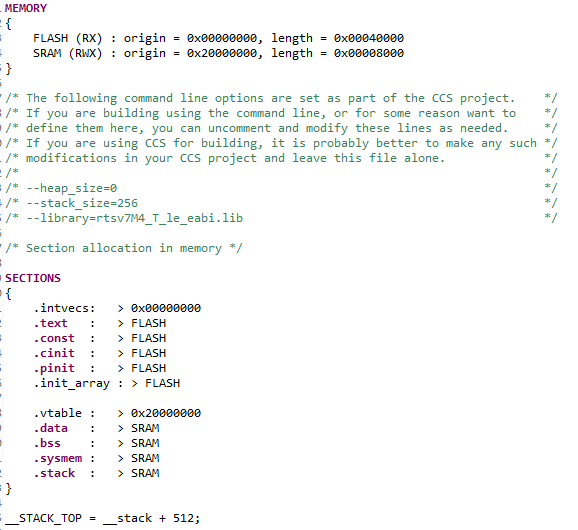 MEMORY
{
    FLASH (RX) : origin = 0x00000000, length = 0x00040000
    SRAM (RWX) : origin = 0x20000000, length = 0x00008000
}
/* The following command line options are set as part of the CCS project.    */
/* If you are building using the command line, or for some reason want to    */
/* define them here, you can uncomment and modify these lines as needed.     */
/* If you are using CCS for building, it is probably better to make any such */
/* modifications in your CCS project and leave this file alone.              */
/*                                                                           */
/* --heap_size=0                                                             */
/* --stack_size=256                                                          */
/* --library=rtsv7M4_T_le_eabi.lib                                           */
/* Section allocation in memory */
SECTIONS
{
    .intvecs:   > 0x00000000
    .text   :   > FLASH
    .const  :   > FLASH
    .cinit  :   > FLASH
    .pinit  :   > FLASH
    .init_array : > FLASH
    .vtable :   > 0x20000000
    .data   :   > SRAM
    .bss    :   > SRAM
    .sysmem :   > SRAM
    .stack  :   > SRAM
}
__STACK_TOP = __stack + 512;